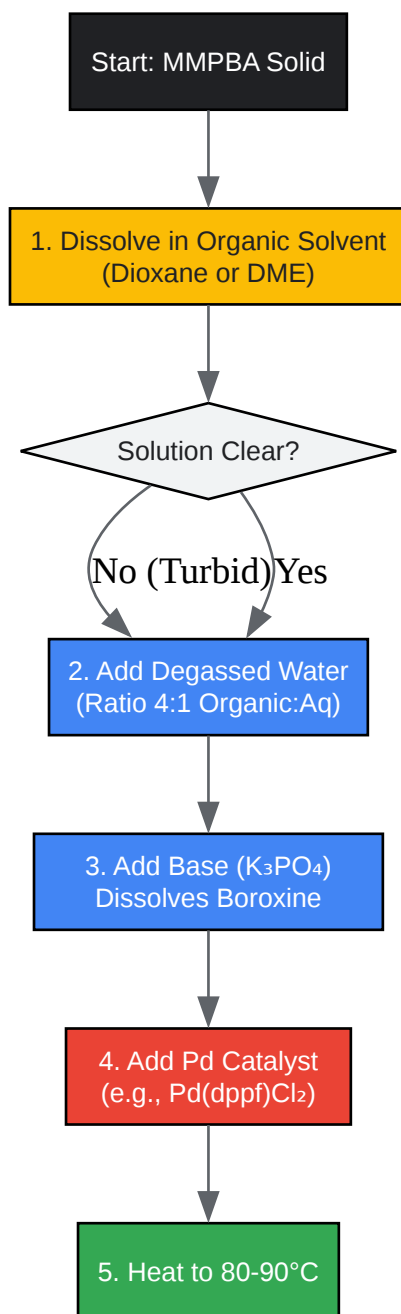 Start: MMPBA Solid
1. Dissolve in Organic Solvent
(Dioxane or DME)
Solution Clear?
No (Turbid)
Yes
2. Add Degassed Water
(Ratio 4:1 Organic:Aq)
3. Add Base (K₃PO₄)
Dissolves Boroxine
4. Add Pd Catalyst
(e.g., Pd(dppf)Cl₂)
5. Heat to 80-90°C